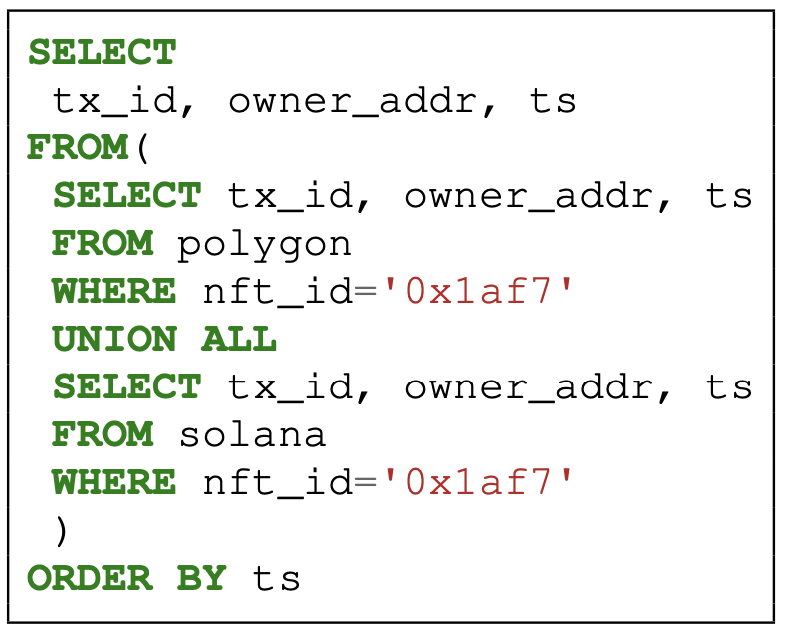 SELECT
 tx_id, owner_addr, ts
FROM(
 SELECT tx_id, owner_addr, ts
 FROM polygon
 WHERE nft_id='0x1af7'
 UNION ALL
 SELECT tx_id, owner_addr, ts
 FROM solana
 WHERE nft_id='0x1af7'
 )
ORDER BY ts